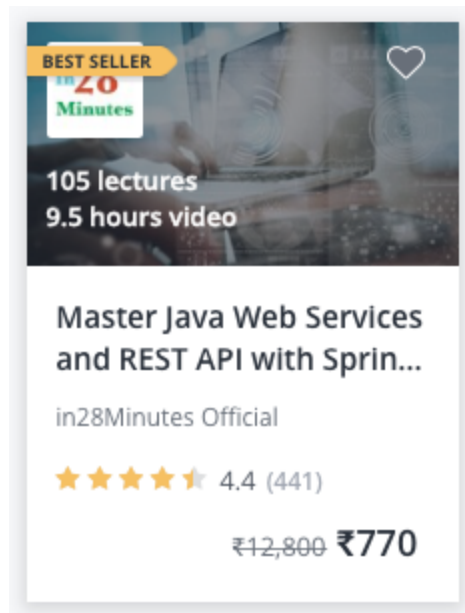 BEST SELLER
in28
Minutes
105 lectures
9.5 hours video
Master Java Web Services
and REST API with Sprin...
in28Minutes Official
4.4 (441)
₹12,800 ₹770